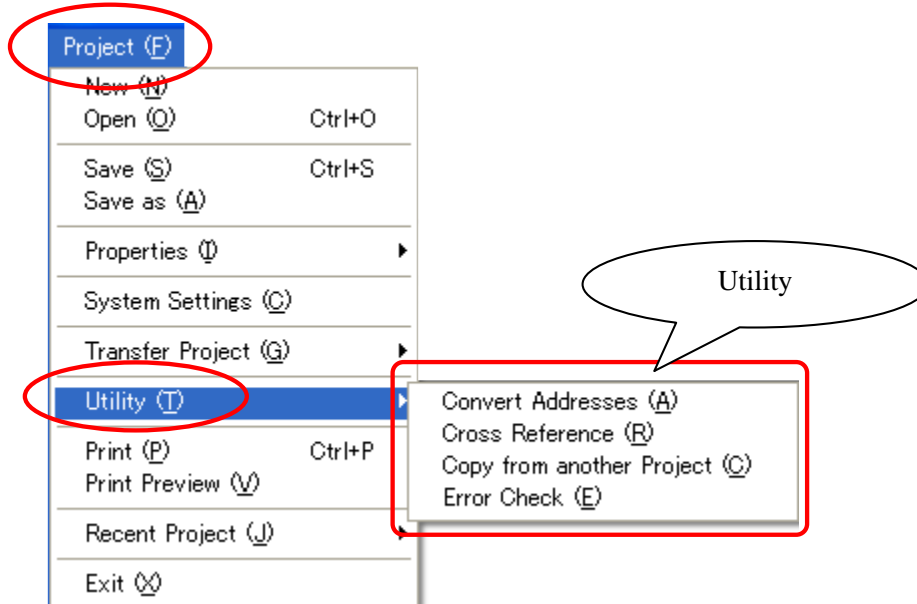 Project (F)
New (N)
Open (O) Ctrl+O
Save (S) Ctrl+S
Save as (A)
Properties (I)
System Settings (C)
Transfer Project (G)
Utility (T)
Print (P) Ctrl+P
Print Preview (V)
Recent Project (J)
Exit (X)
Utility
Convert Addresses (A)
Cross Reference (R)
Copy from another Project (C)
Error Check (E)